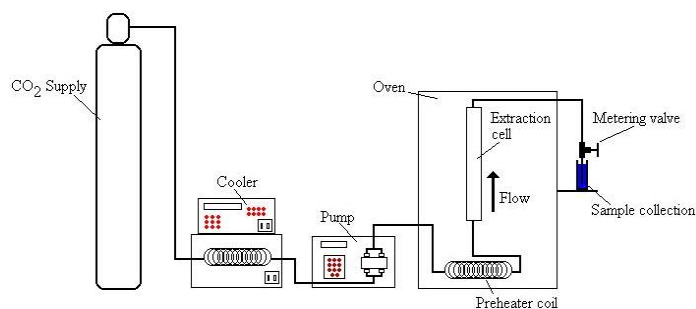 CO2 Supply
Cooler
Pump
Oven
Extraction
cell
Flow
Preheater coil
Metering valve
Sample collection